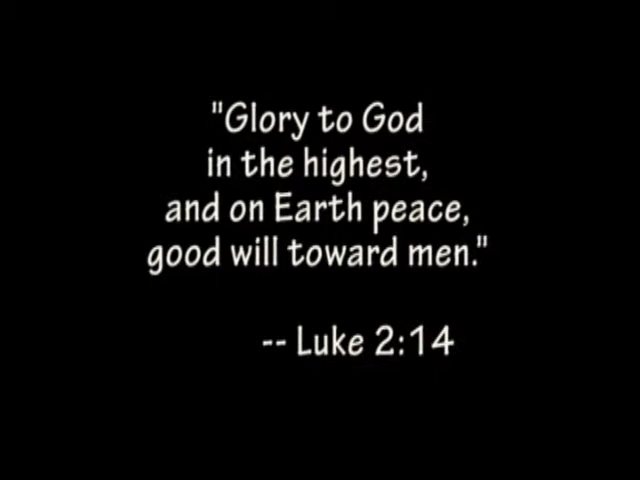 "Glory to God
in the highest,
and on Earth peace,
good will toward men."
-- Luke 2:14